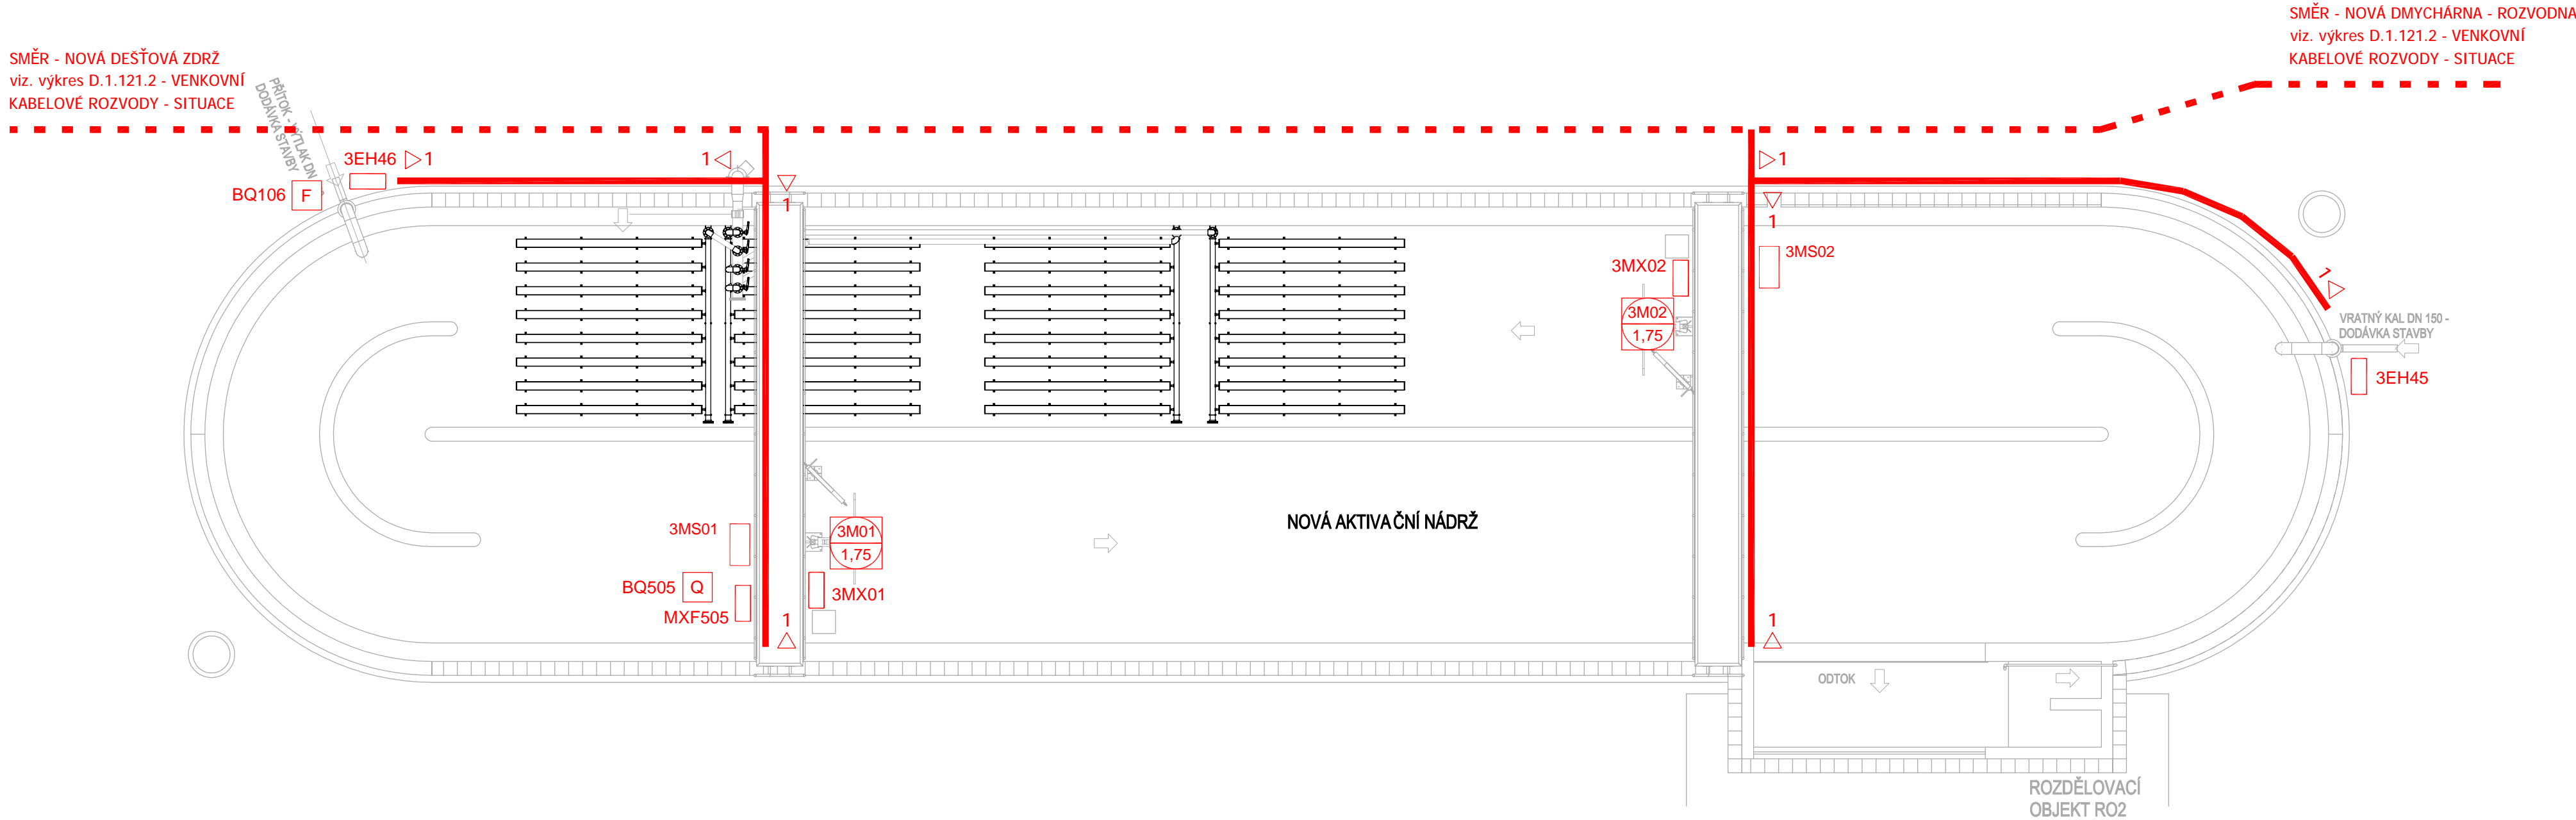 SMĚR - NOVÁ DMYCHÁRNA - ROZVODNA
viz. výkres D.1.121.2 - VENKOVNÍ
KABELOVÉ ROZVODY - SITUACE
SMĚR - NOVÁ DEŠŤOVÁ ZDRŽ
viz. výkres D.1.121.2 - VENKOVNÍ
KABELOVÉ ROZVODY - SITUACE
PŘÍTOK - VÝTLAK DN
DODÁVKA STAVBY
3EH46
1
1
1
BQ106
F
1
1
1
3MS02
3MX02
3M02
1,75
1
VRATNÝ KAL DN 150 -
DODÁVKA STAVBY
3EH45
NOVÁ AKTIVAČNÍ NÁDRŽ
3MS01
3M01
1,75
BQ505
Q
3MX01
MXF505
1
1
ODTOK
ROZDĚLOVACÍ
OBJEKT RO2